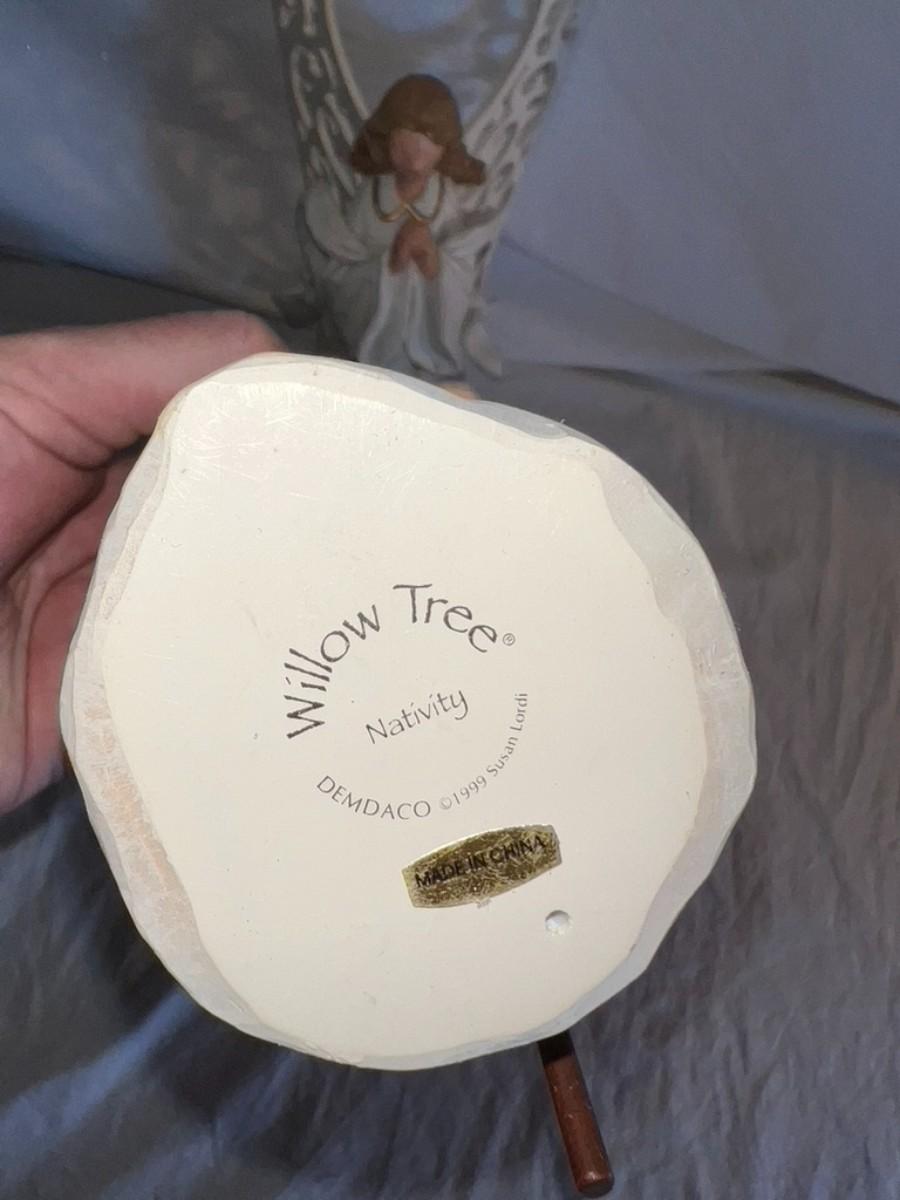 Willow Tree®
Nativity
DEMDACO ©1999 Susan Lordi
MADE IN CHINA